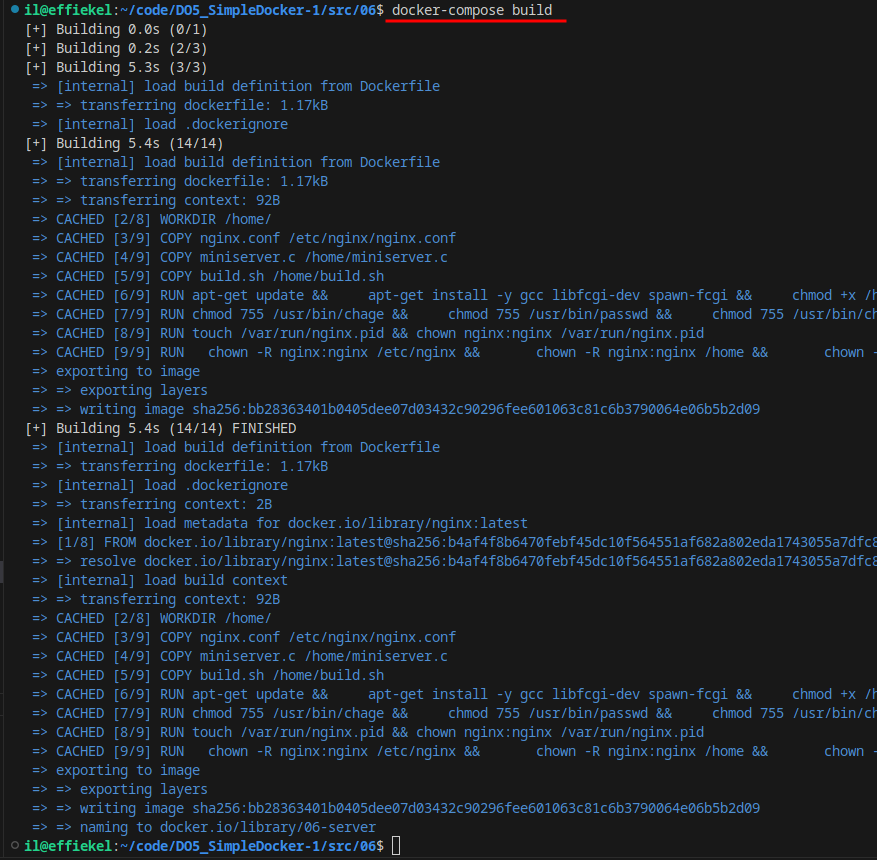 il@effiekel:~/code/DO5_SimpleDocker-1/src/06$ docker-compose build
[+] Building 0.0s (0/1)
[+] Building 0.2s (2/3)
[+] Building 5.3s (3/3)
=> [internal] load build definition from Dockerfile
=> => transferring dockerfile: 1.17kB
=> [internal] load .dockerignore
[+] Building 5.4s (14/14)
=> [internal] load build definition from Dockerfile
=> => transferring dockerfile: 1.17kB
=> => transferring context: 92B
=> CACHED [2/8] WORKDIR /home/
=> CACHED [3/9] COPY nginx.conf /etc/nginx/nginx.conf
=> CACHED [4/9] COPY miniserver.c /home/miniserver.c
=> CACHED [5/9] COPY build.sh /home/build.sh
=> CACHED [6/9] RUN apt-get update &&     apt-get install -y gcc libfcgi-dev spawn-fcgi &&     chmod +x /h
=> CACHED [7/9] RUN chmod 755 /usr/bin/chage &&     chmod 755 /usr/bin/passwd &&     chmod 755 /usr/bin/ch
=> CACHED [8/9] RUN touch /var/run/nginx.pid && chown nginx:nginx /var/run/nginx.pid
=> CACHED [9/9] RUN   chown -R nginx:nginx /etc/nginx &&       chown -R nginx:nginx /home &&       chown -
=> exporting to image
=> => exporting layers
=> => writing image sha256:bb28363401b0405dee07d03432c90296fee601063c81c6b3790064e06b5b2d09
[+] Building 5.4s (14/14) FINISHED
=> [internal] load build definition from Dockerfile
=> => transferring dockerfile: 1.17kB
=> [internal] load .dockerignore
=> => transferring context: 2B
=> [internal] load metadata for docker.io/library/nginx:latest
=> [1/8] FROM docker.io/library/nginx:latest@sha256:b4af4f8b6470febf45dc10f564551af682a802eda1743055a7dfc8
=> => resolve docker.io/library/nginx:latest@sha256:b4af4f8b6470febf45dc10f564551af682a802eda1743055a7dfc8
=> [internal] load build context
=> => transferring context: 92B
=> CACHED [2/8] WORKDIR /home/
=> CACHED [3/9] COPY nginx.conf /etc/nginx/nginx.conf
=> CACHED [4/9] COPY miniserver.c /home/miniserver.c
=> CACHED [5/9] COPY build.sh /home/build.sh
=> CACHED [6/9] RUN apt-get update &&     apt-get install -y gcc libfcgi-dev spawn-fcgi &&     chmod +x /h
=> CACHED [7/9] RUN chmod 755 /usr/bin/chage &&     chmod 755 /usr/bin/passwd &&     chmod 755 /usr/bin/ch
=> CACHED [8/9] RUN touch /var/run/nginx.pid && chown nginx:nginx /var/run/nginx.pid
=> CACHED [9/9] RUN   chown -R nginx:nginx /etc/nginx &&       chown -R nginx:nginx /home &&       chown -
=> exporting to image
=> => exporting layers
=> => writing image sha256:bb28363401b0405dee07d03432c90296fee601063c81c6b3790064e06b5b2d09
=> => naming to docker.io/library/06-server
il@effiekel:~/code/DO5_SimpleDocker-1/src/06$